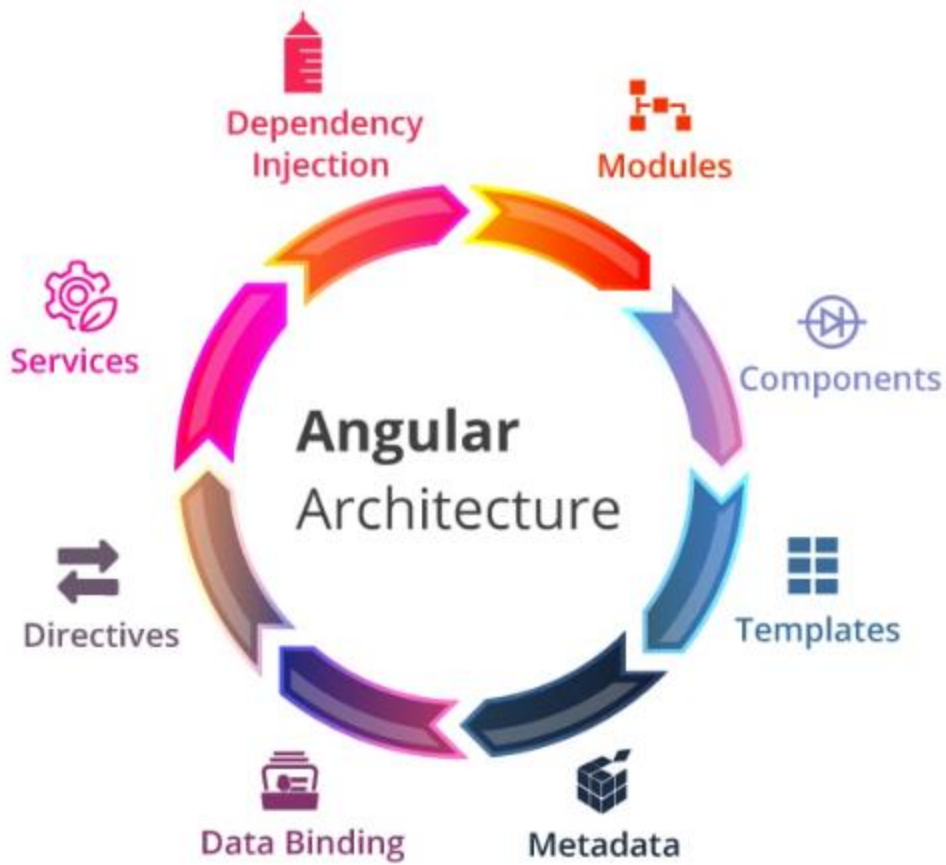 Dependency
Injection
Modules
Services
Components
Angular
Architecture
Directives
Templates
Data Binding
Metadata